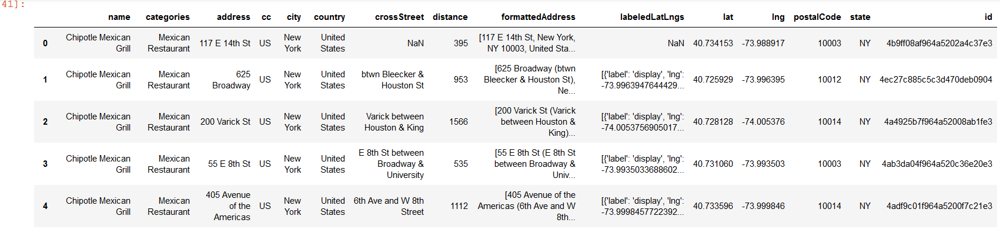 41]:
name categories address cc city country crossStreet distance formattedAddress labeledLatLngs lat lng postalCode state id
0 Chipotle Mexican Grill Mexican Restaurant 117 E 14th St US New York United States NaN 395 [117 E 14th St, New York, NY 10003, United Sta... NaN 40.734153 -73.988917 10003 NY 4b9ff08af964a5202a4c37e3
1 Chipotle Mexican Grill Mexican Restaurant 625 Broadway US New York United States btwn Bleecker & Houston St 953 [625 Broadway (btwn Bleecker & Houston St), Ne... [{'label': 'display', 'lng': -73.9963947644429... 40.725929 -73.996395 10012 NY 4ec27c885c5c3d470deb0904
2 Chipotle Mexican Grill Mexican Restaurant 200 Varick St US New York United States Varick between Houston & King 1566 [200 Varick St (Varick between Houston & King)... [{'label': 'display', 'lng': -74.0053756905017... 40.728128 -74.005376 10014 NY 4a4925b7f964a52008ab1fe3
3 Chipotle Mexican Grill Mexican Restaurant 55 E 8th St US New York United States E 8th St between Broadway & University 535 [55 E 8th St (E 8th St between Broadway & Univ... [{'label': 'display', 'lng': -73.9935033688602... 40.731060 -73.993503 10003 NY 4ab3da04f964a520c36e20e3
4 Chipotle Mexican Grill Mexican Restaurant 405 Avenue of the Americas US New York United States 6th Ave and W 8th Street 1112 [405 Avenue of the Americas (6th Ave and W 8th... [{'label': 'display', 'lng': -73.9998457722392... 40.733596 -73.999846 10014 NY 4adf9c01f964a5200f7c21e3